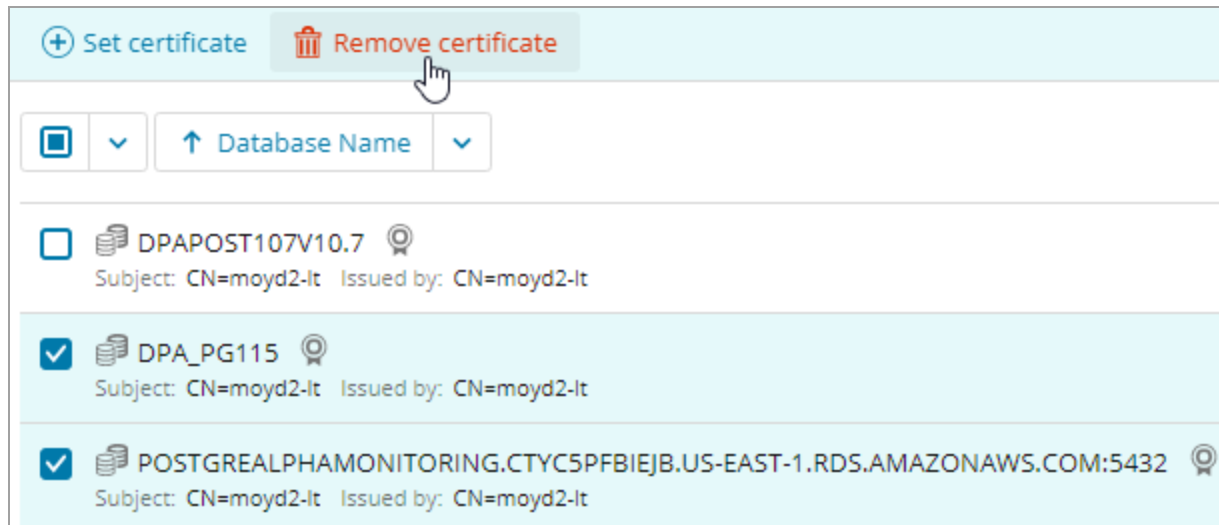 Set certificate Remove certificate
Database Name
DPAPOST107V10.7
Subject: CN=moyd2-lt Issued by: CN=moyd2-lt
DPA_PG115
Subject: CN=moyd2-lt Issued by: CN=moyd2-lt
POSTGREALPHAMONITORING.CTYC5PFBIEJB.US-EAST-1.RDS.AMAZONAWS.COM:5432
Subject: CN=moyd2-lt Issued by: CN=moyd2-lt